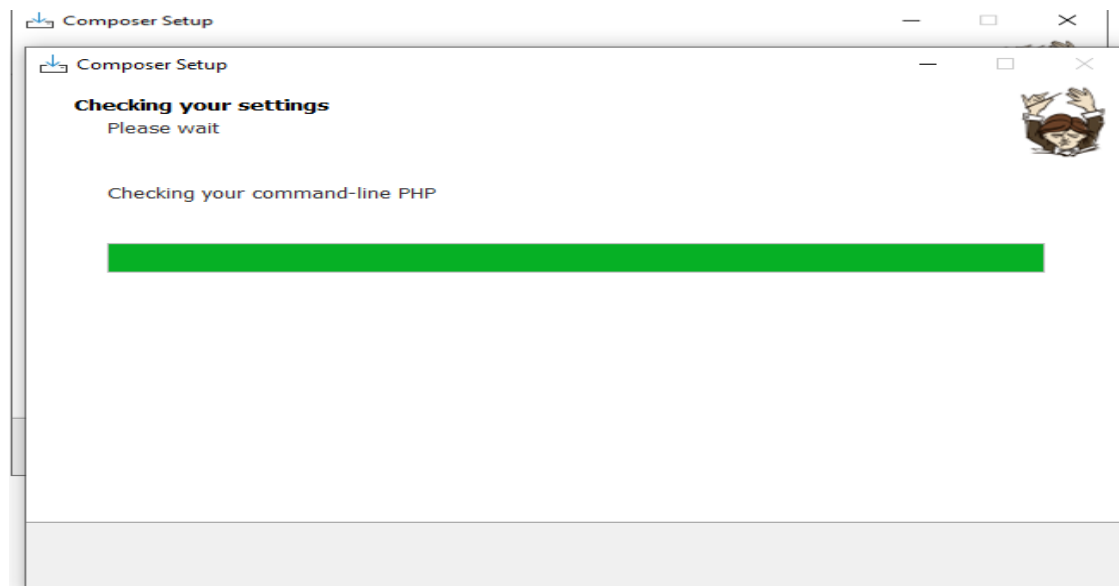 Composer Setup
Composer Setup
Checking your settings
Please wait
Checking your command-line PHP